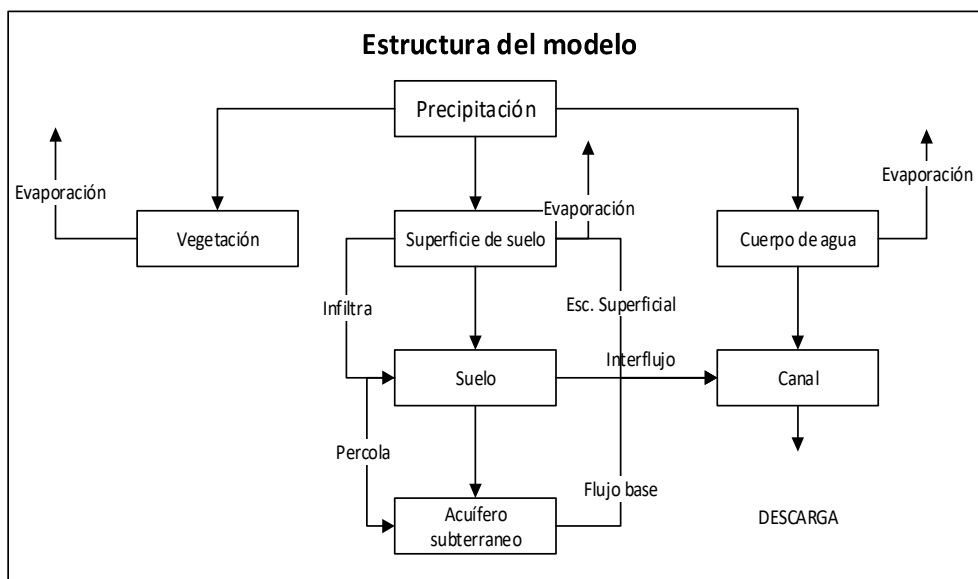 Estructura del modelo
Precipitación
Evaporación
Evaporación
Evaporación
Vegetación
Superficie de suelo
Cuerpo de agua
Infiltra
Esc. Superficial
Interflujo
Suelo
Canal
Percola
Flujo base
Acuífero
subterraneo
DESCARGA